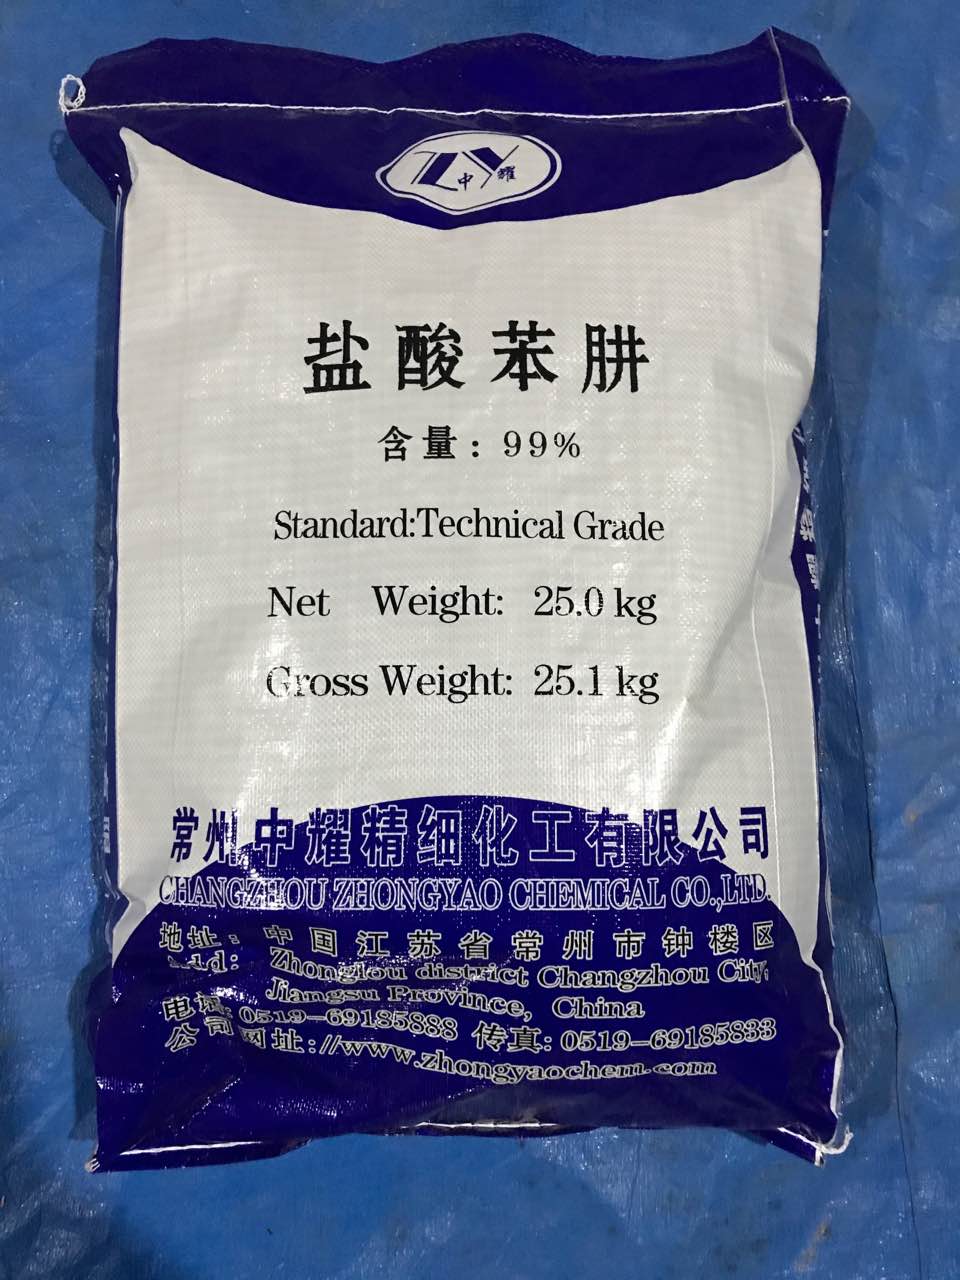 ZY
中 耀
盐酸苯肼
含量：99%
Standard:Technical Grade
Net Weight: 25.0 kg
Gross Weight: 25.1 kg
常州中耀精细化工有限公司
CHANGZHOU ZHONGYAO CHEMICAL CO.,LTD.
地址：中国江苏省常州市钟楼区
Add: Zhonglou district Changzhou City,
Jiangsu Province, China
电话: 0519-69185888 传真: 0519-69185833
公司网址://www.zhongyaochem.com